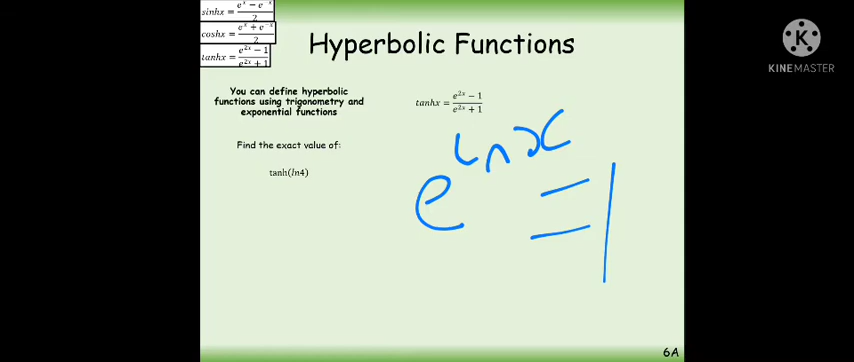 sinhx = (e^x − e^−x)/2
coshx = (e^x + e^−x)/2
tanhx = (e^2x − 1)/(e^2x + 1)
Hyperbolic Functions
K
KINEMASTER
You can define hyperbolic
functions using trigonometry and
exponential functions
tanhx = (e^2x − 1)/(e^2x + 1)
Find the exact value of:
tanh(ln4)
e^lnx = 1
6A